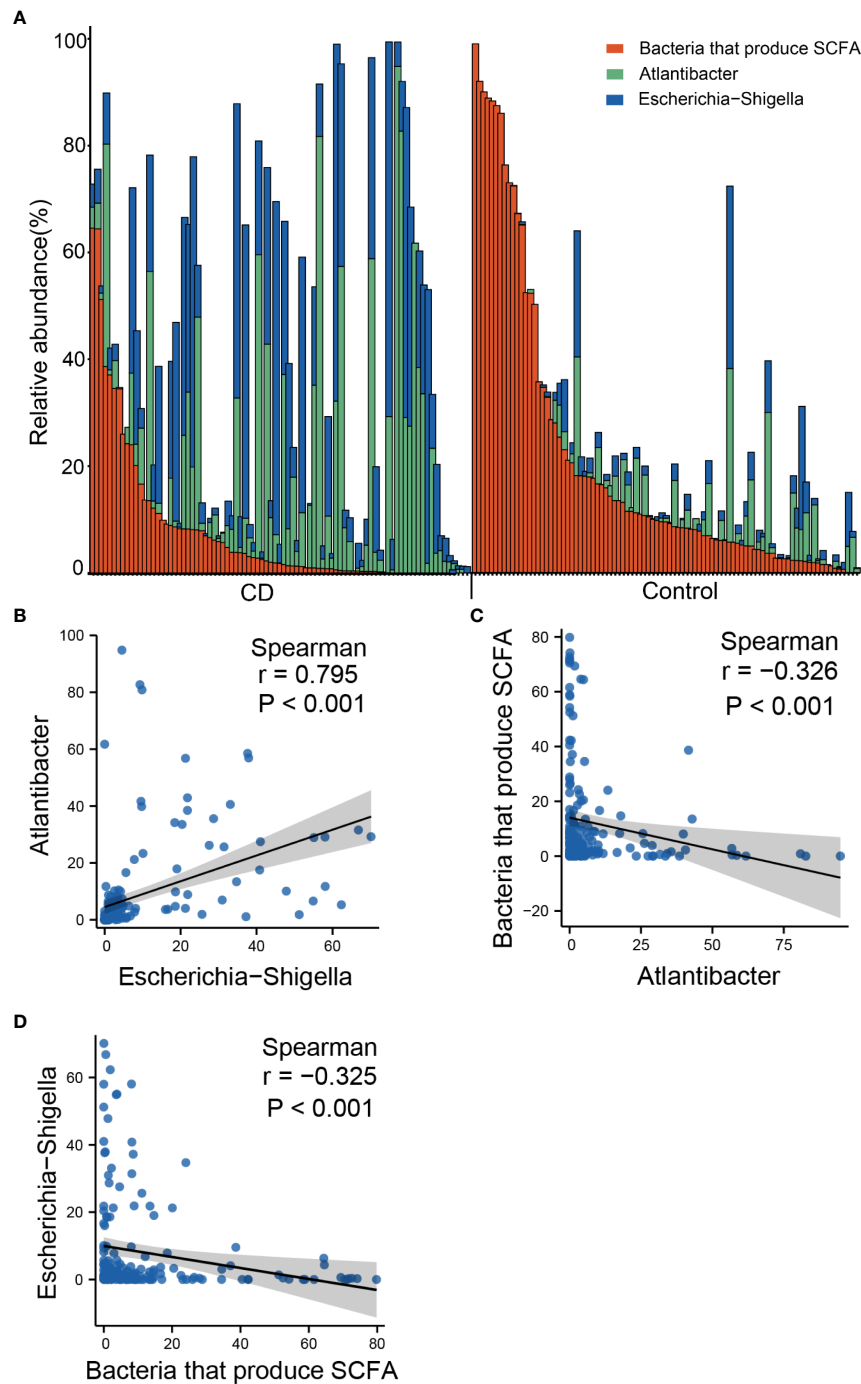 A
Relative abundance(%)
100
80
60
40
20
0
Bacteria that produce SCFA
Atlantibacter
Escherichia−Shigella
CD
Control
B
Atlantibacter
100
80
60
40
20
0
Spearman
r = 0.795
P < 0.001
0 20 40 60
Escherichia−Shigella
C
Bacteria that produce SCFA
80
60
40
20
0
−20
Spearman
r = −0.326
P < 0.001
0 25 50 75
Atlantibacter
D
Escherichia−Shigella
60
40
20
0
Spearman
r = −0.325
P < 0.001
0 20 40 60 80
Bacteria that produce SCFA